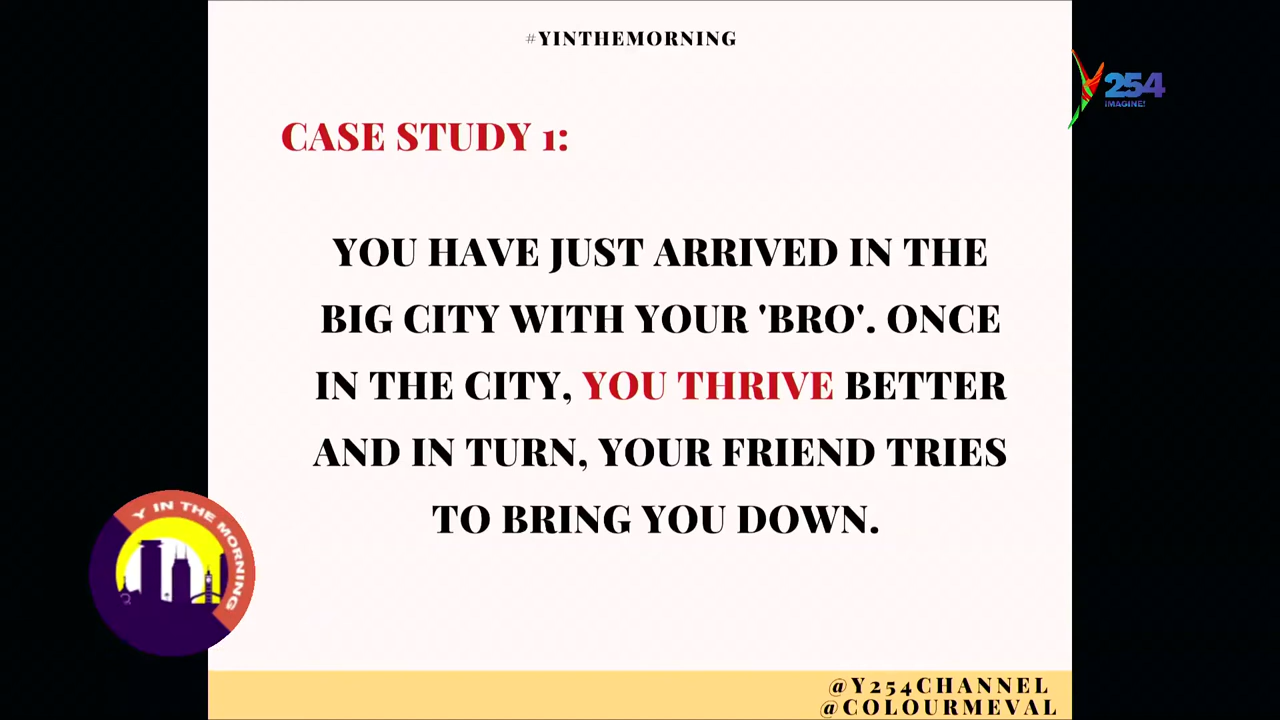 #YINTHEMORNING
254
IMAGINE!
CASE STUDY 1:
YOU HAVE JUST ARRIVED IN THE
BIG CITY WITH YOUR 'BRO'. ONCE
IN THE CITY, YOU THRIVE BETTER
AND IN TURN, YOUR FRIEND TRIES
TO BRING YOU DOWN.
Y IN THE MORNING
@Y254CHANNEL
@COLOURMEVAL